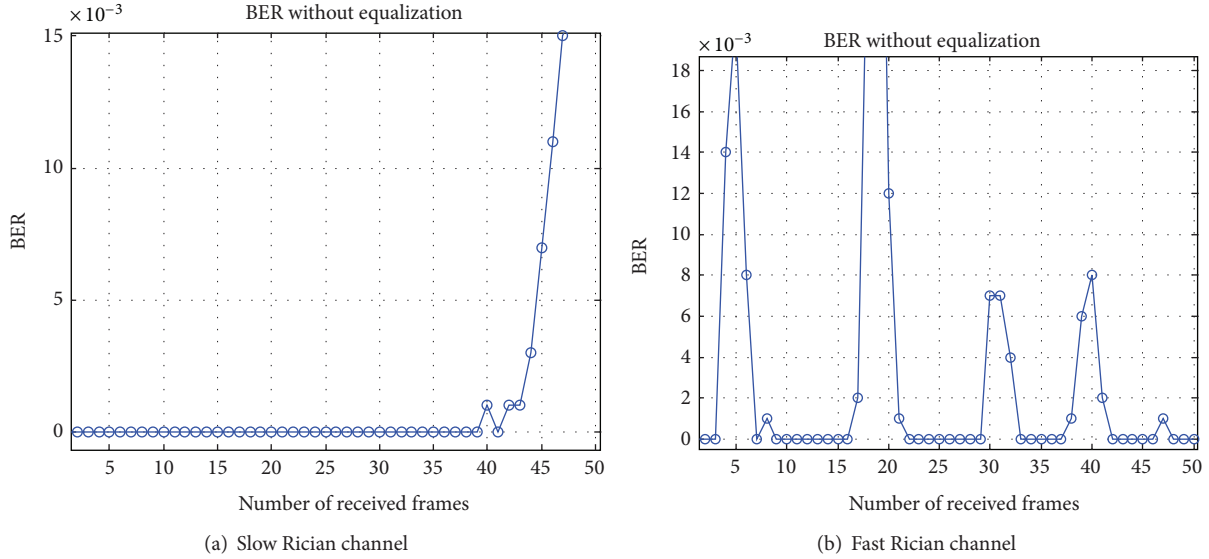 BER without equalization
×10⁻³
15
10
5
0
BER
5 10 15 20 25 30 35 40 45 50
Number of received frames
(a) Slow Rician channel
BER without equalization
×10⁻³
18
16
14
12
10
8
6
4
2
0
BER
5 10 15 20 25 30 35 40 45 50
Number of received frames
(b) Fast Rician channel